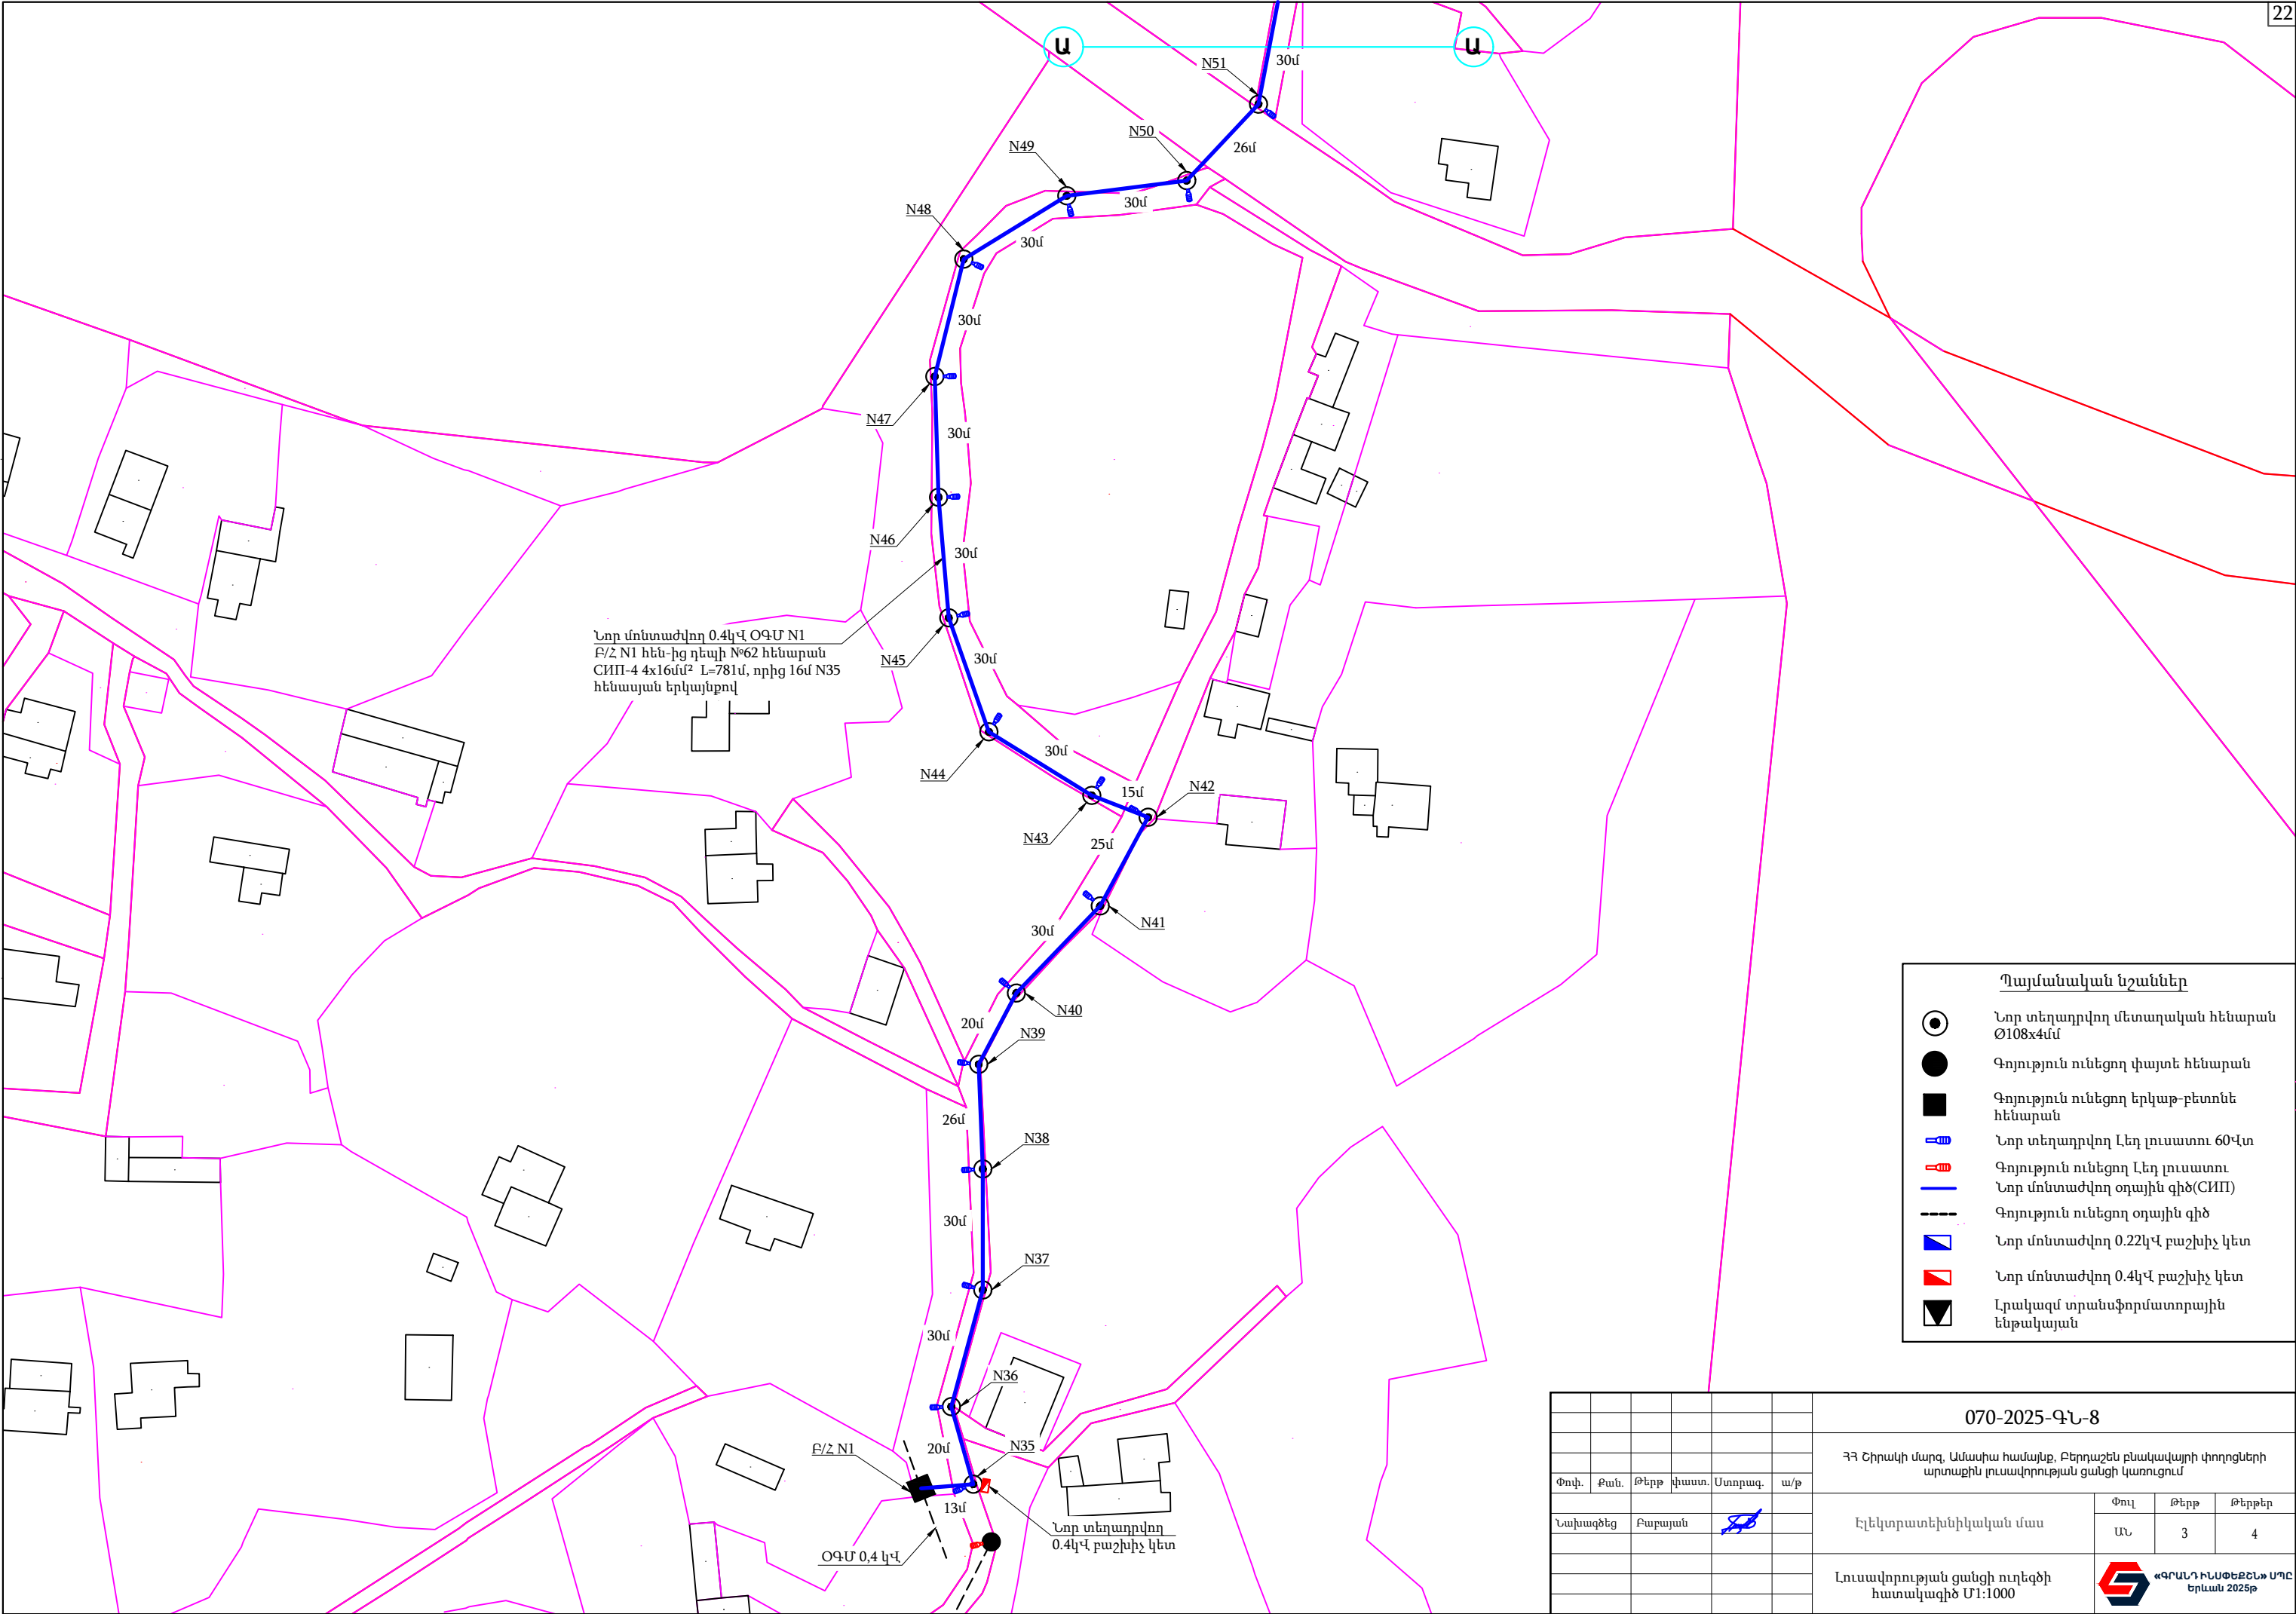 22
Ա
Ա
N51
30մ
N50
26մ
N49
30մ
N48
30մ
30մ
N47
30մ
N46
30մ
Նոր մոնտաժվող 0.4կՎ ՕԳՄ N1
Բ/Հ N1 հեն-ից դեպի №62 հենարան
СИП-4 4x16մմ² L=781մ, որից 16մ N35
հենասյան երկայնքով
N45
30մ
30մ
N44
15մ
N42
N43
25մ
N41
30մ
N40
20մ
N39
26մ
N38
30մ
N37
30մ
N36
20մ
N35
Բ/Հ N1
13մ
Նոր տեղադրվող
0.4կՎ բաշխիչ կետ
ՕԳՄ 0,4 կՎ
Պայմանական նշաններ
Նոր տեղադրվող մետաղական հենարան
Ø108x4մմ
Գոյություն ունեցող փայտե հենարան
Գոյություն ունեցող երկաթ-բետոնե
հենարան
Նոր տեղադրվող Լեդ լուսատու 60Վտ
Գոյություն ունեցող Լեդ լուսատու
Նոր մոնտաժվող օդային գիծ(СИП)
Գոյություն ունեցող օդային գիծ
Նոր մոնտաժվող 0.22կՎ բաշխիչ կետ
Նոր մոնտաժվող 0.4կՎ բաշխիչ կետ
Լրակազմ տրանսֆորմատորային
ենթակայան
070-2025-ԳՆ-8
ՀՀ Շիրակի մարզ, Ամասիա համայնք, Բերդաշեն բնակավայրի փողոցների
արտաքին լուսավորության ցանցի կառուցում
Փոփ. Քան. Թերթ փաստ. Ստորագ. ա/թ
Նախագծեց Բաբայան
Էլեկտրատեխնիկական մաս
Փուլ Թերթ Թերթեր
ԱՆ 3 4
Լուսավորության ցանցի ուղեգծի
հատակագիծ Մ1:1000
«ԳՐԱՆԴ ԻՆՍՓԵՔՇՆ» ՍՊԸ
Երևան 2025թ